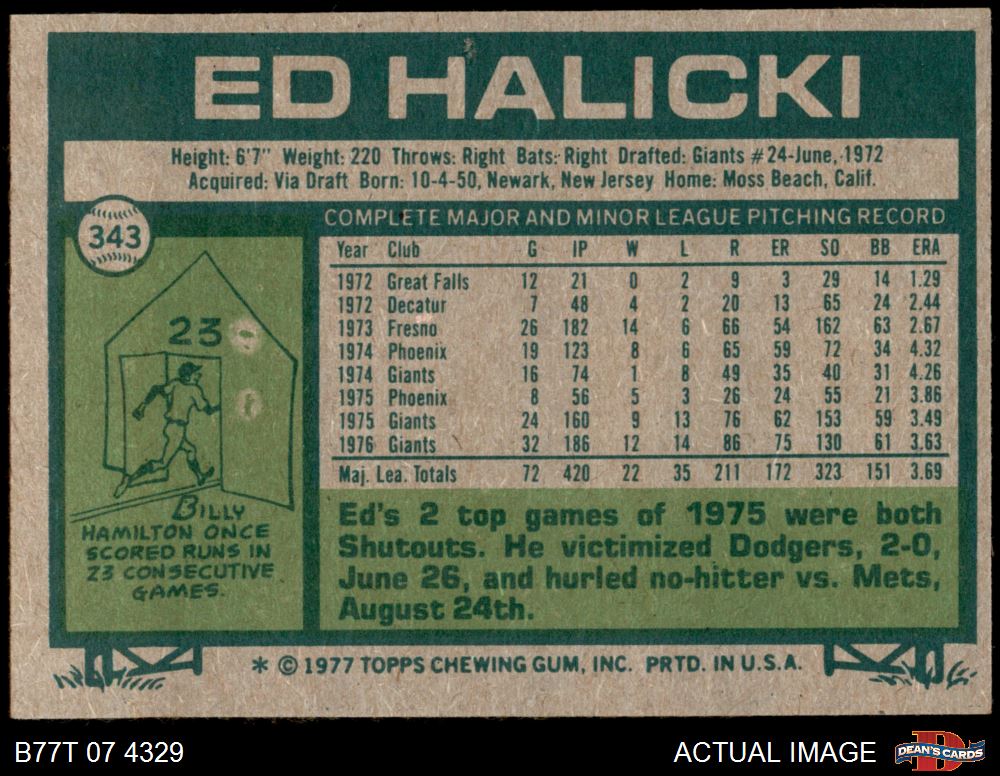 ED HALICKI
Height: 6'7" Weight: 220 Throws: Right Bats: Right Drafted: Giants #24-June, 1972
Acquired: Via Draft Born: 10-4-50, Newark, New Jersey Home: Moss Beach, Calif.
343
COMPLETE MAJOR AND MINOR LEAGUE PITCHING RECORD
Year Club G IP W L R ER SO BB ERA
1972 Great Falls 12 21 0 2 9 3 29 14 1.29
1972 Decatur 7 48 4 2 20 13 65 24 2.44
1973 Fresno 26 182 14 6 66 54 162 63 2.67
1974 Phoenix 19 123 8 6 65 59 72 34 4.32
1974 Giants 16 74 1 8 49 35 40 31 4.26
1975 Phoenix 8 56 5 3 26 24 55 21 3.86
1975 Giants 24 160 9 13 76 62 153 59 3.49
1976 Giants 32 186 12 14 86 75 130 61 3.63
Maj. Lea. Totals 72 420 22 35 211 172 323 151 3.69
23
BILLY
HAMILTON ONCE
SCORED RUNS IN
23 CONSECUTIVE
GAMES.
Ed's 2 top games of 1975 were both
Shutouts. He victimized Dodgers, 2-0,
June 26, and hurled no-hitter vs. Mets,
August 24th.
* © 1977 TOPPS CHEWING GUM, INC. PRTD. IN U.S.A.
B77T 07 4329
ACTUAL IMAGE
DEAN'S CARDS